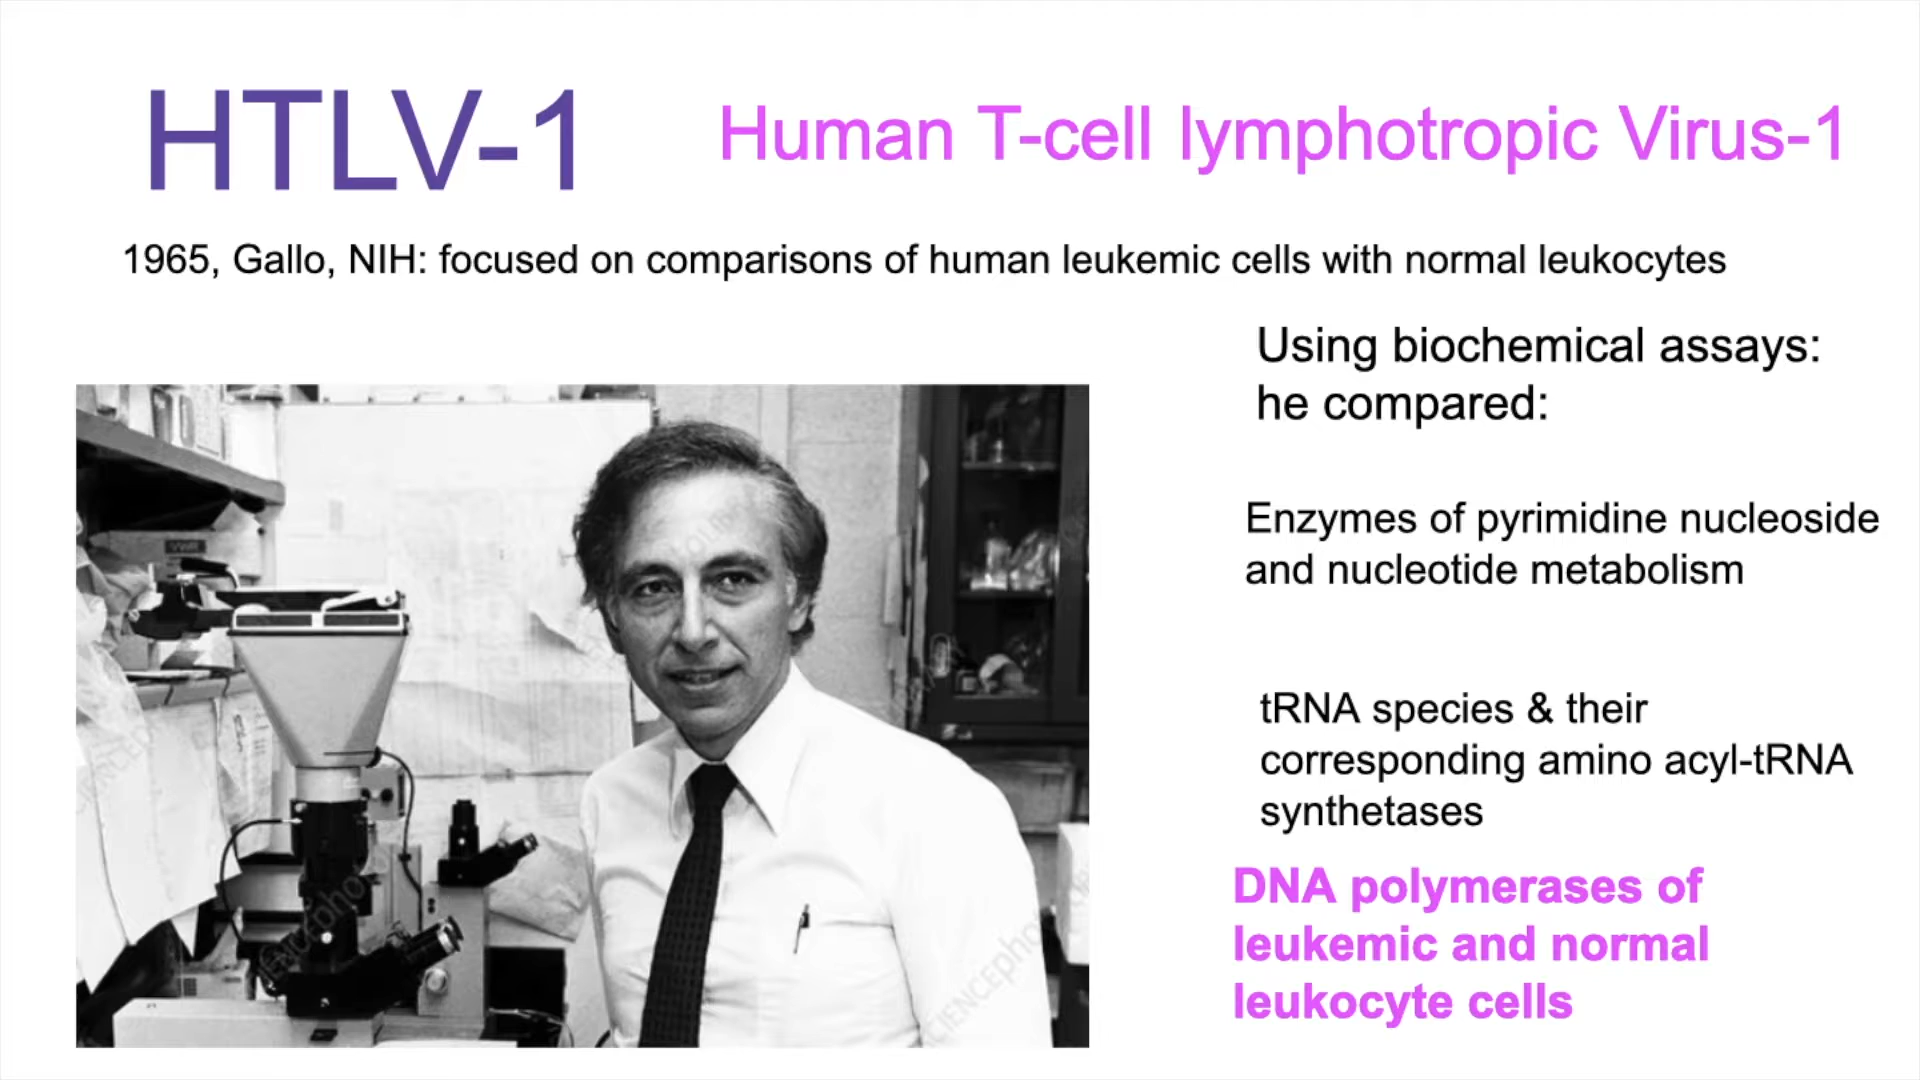 HTLV-1
Human T-cell lymphotropic Virus-1
1965, Gallo, NIH: focused on comparisons of human leukemic cells with normal leukocytes
Using biochemical assays:
he compared:
Enzymes of pyrimidine nucleoside
and nucleotide metabolism
tRNA species & their
corresponding amino acyl-tRNA
synthetases
DNA polymerases of
leukemic and normal
leukocyte cells